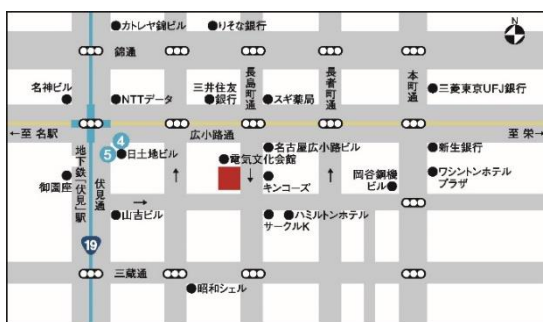 カトレヤ錦ビル
りそな銀行
N
錦通
名神ビル
NTTデータ
三井住友
銀行
長島町通
スギ薬局
長者町通
本町通
三菱東京UFJ銀行
←至 名駅
広小路通
至 栄→
4
5
日土地ビル
名古屋広小路ビル
電気文化会館
新生銀行
地下鉄「伏見」駅
伏見通
御園座
キンコーズ
岡谷鋼機
ビル
ワシントンホテル
プラザ
山吉ビル
ハミルトンホテル
サークルK
19
三蔵通
昭和シェル